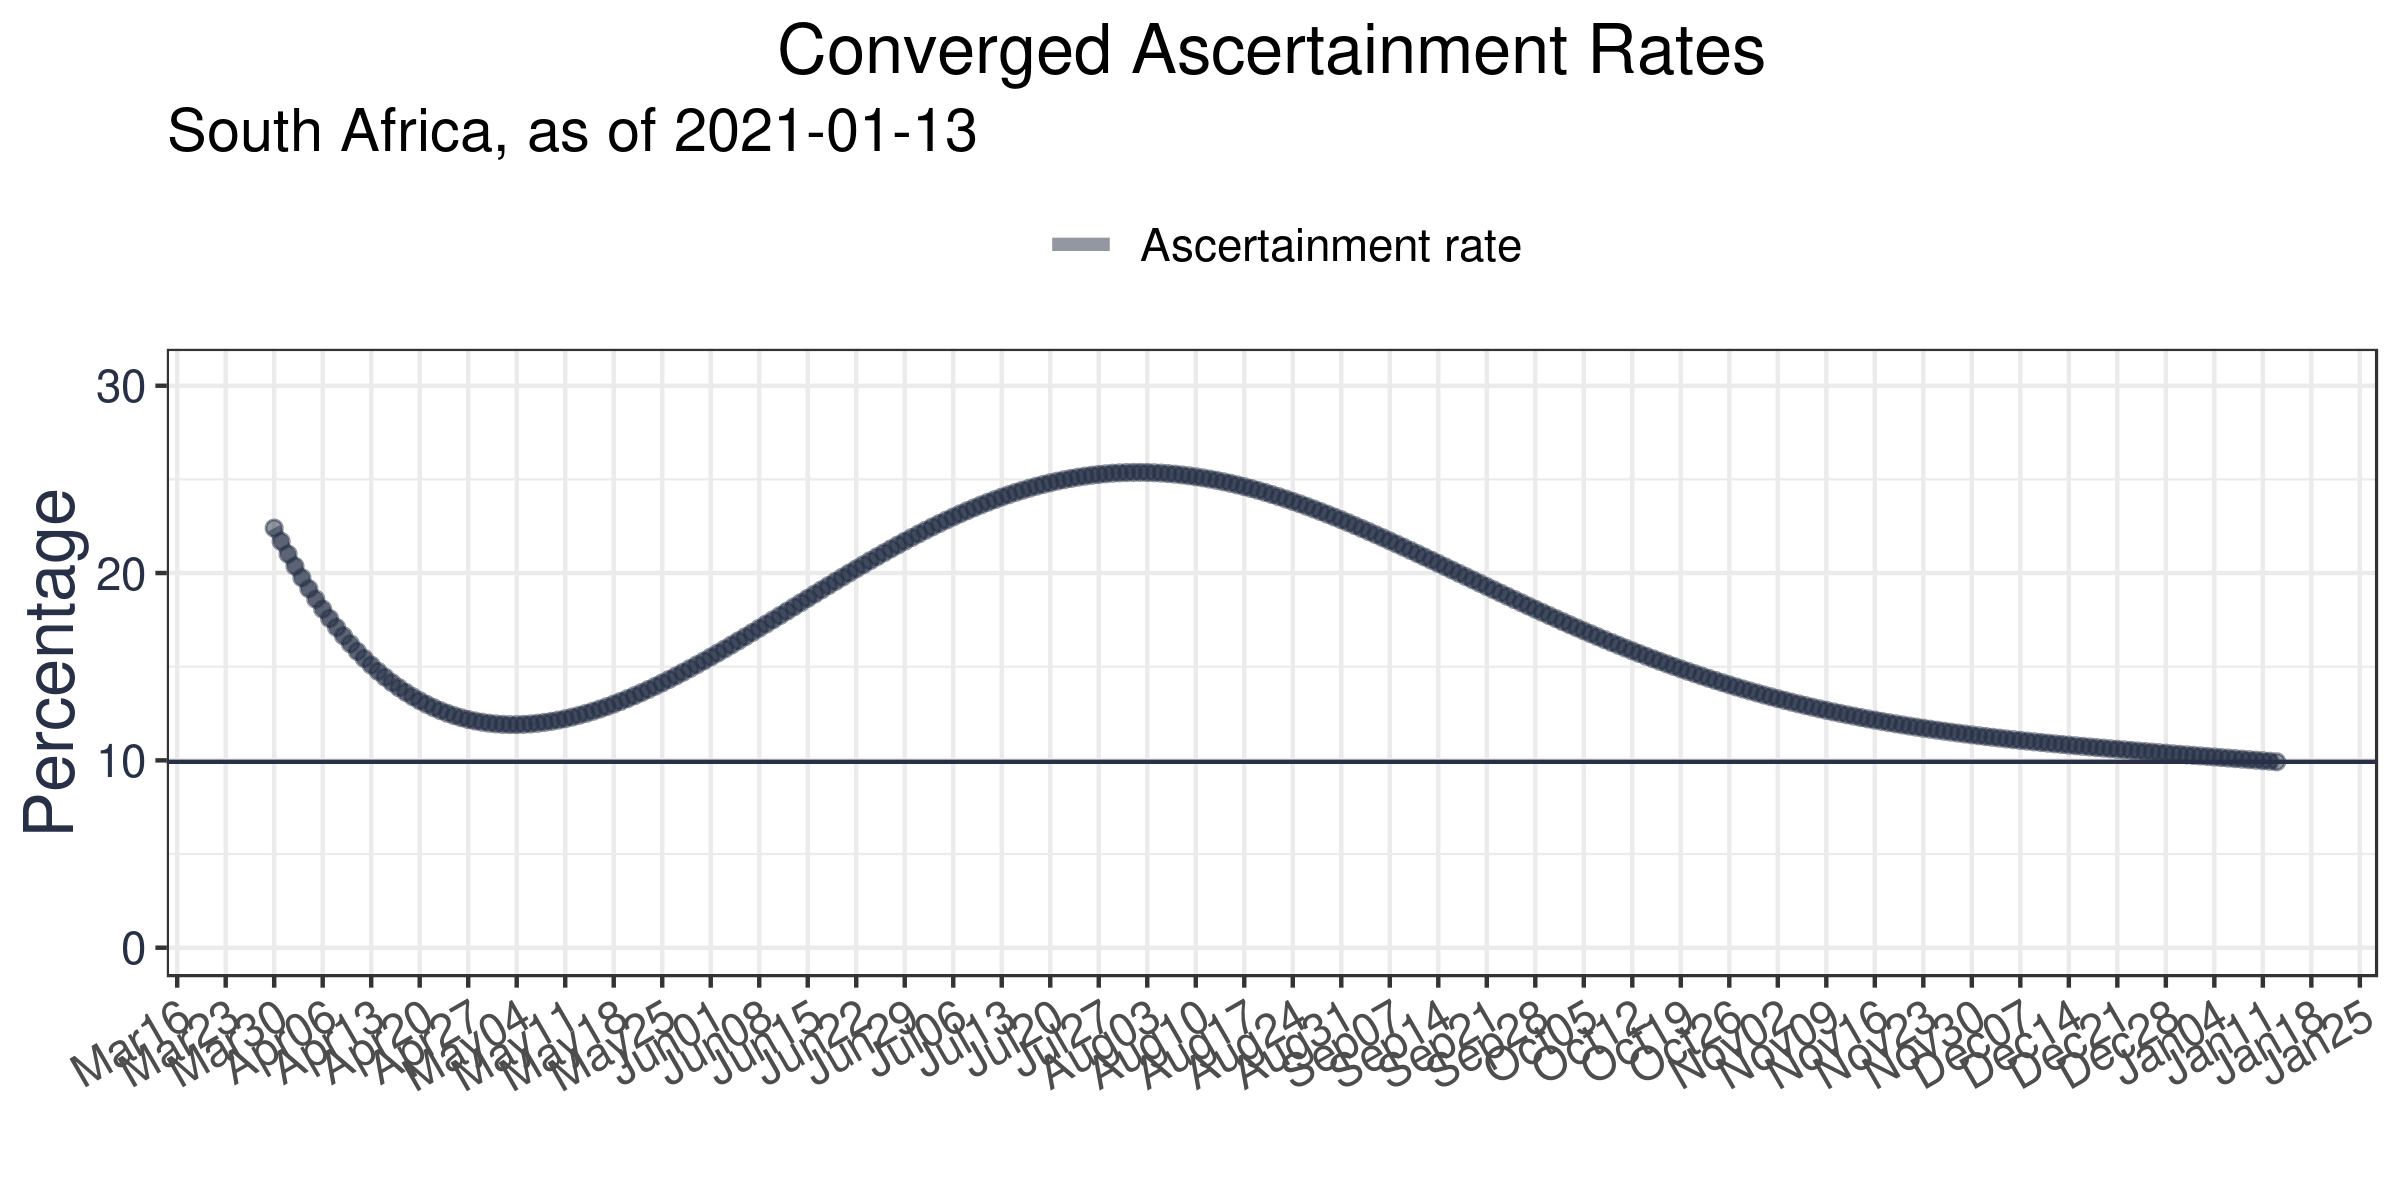 Converged Ascertainment Rates
South Africa, as of 2021-01-13
Ascertainment rate
Percentage
30
20
10
0
Mar16
Mar23
Mar30
Apr06
Apr13
Apr20
Apr27
May04
May11
May18
May25
Jun01
Jun08
Jun15
Jun22
Jun29
Jul06
Jul13
Jul20
Jul27
Aug03
Aug10
Aug17
Aug24
Aug31
Sep07
Sep14
Sep21
Sep28
Oct05
Oct12
Oct19
Oct26
Nov02
Nov09
Nov16
Nov23
Nov30
Dec07
Dec14
Dec21
Dec28
Jan04
Jan11
Jan18
Jan25